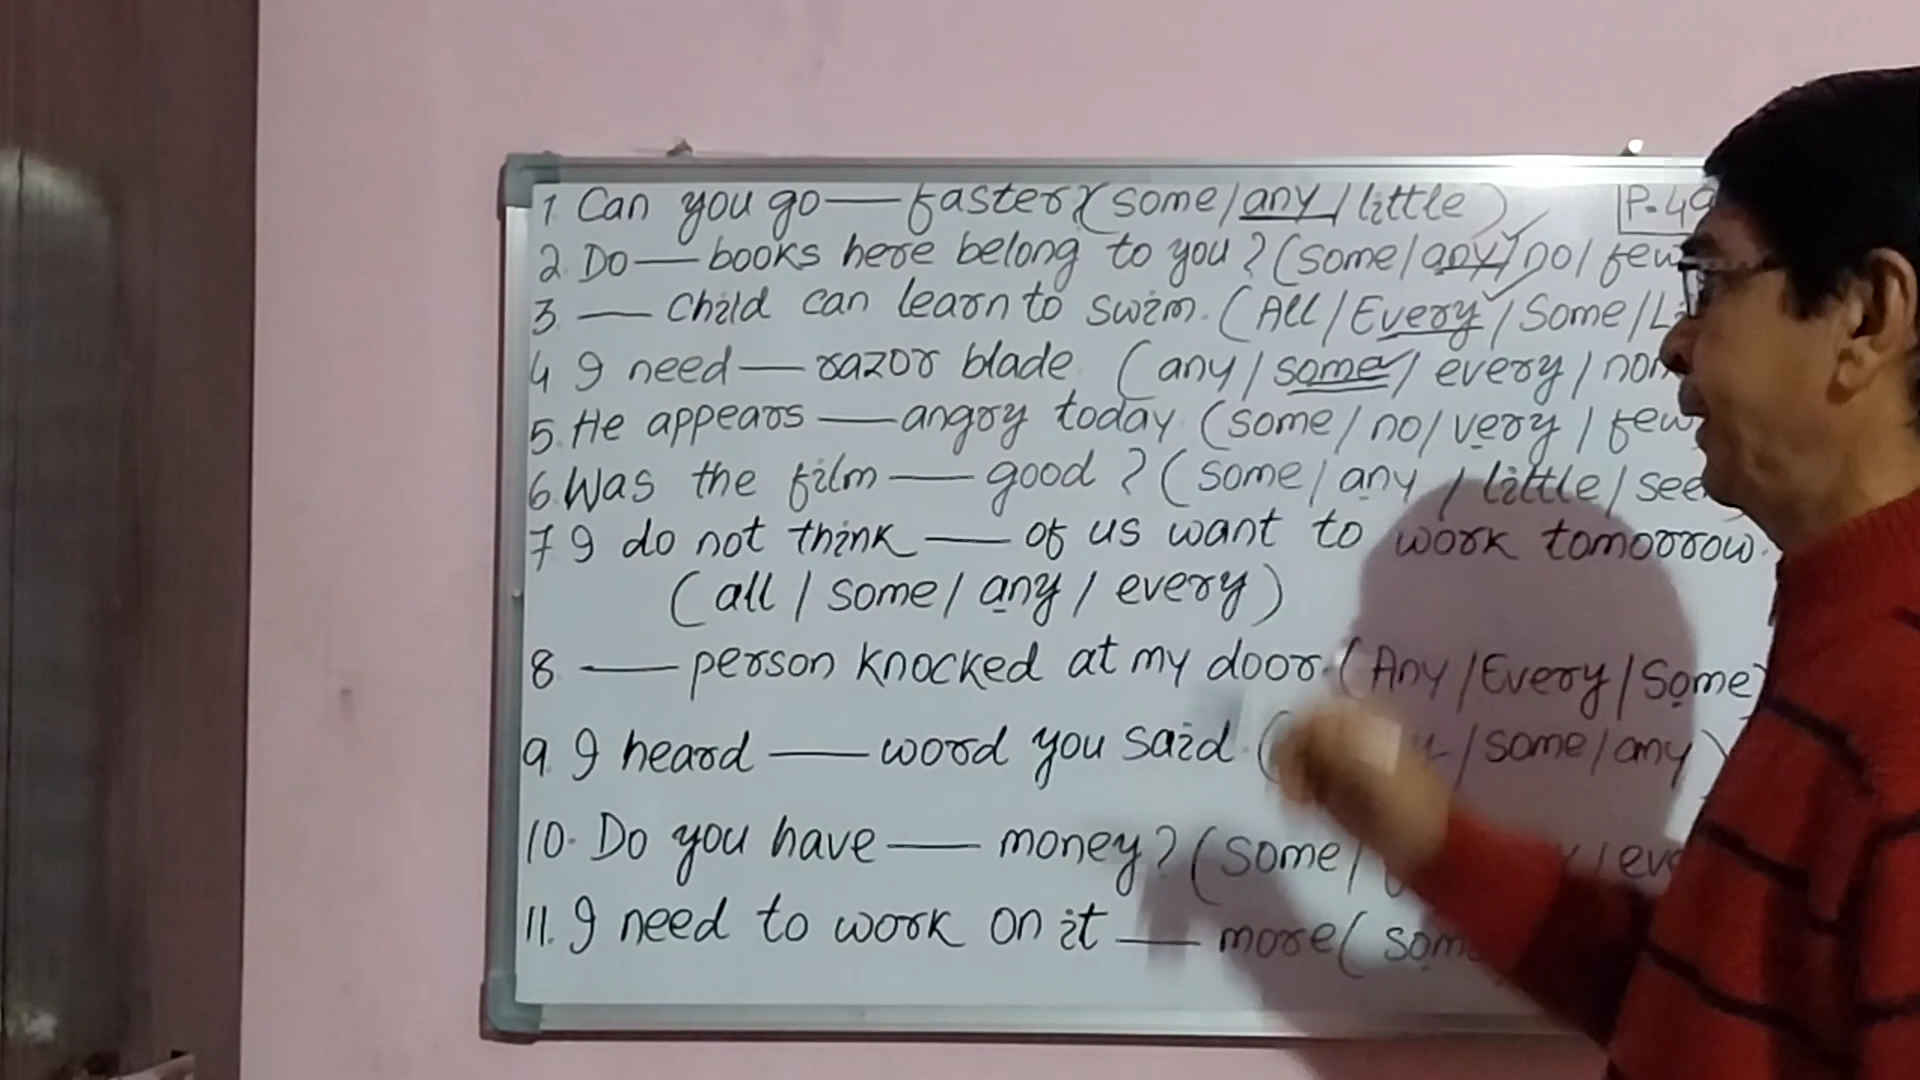 1. Can you go — faster? (some/any/little) P.49
2. Do — books here belong to you? (some/any/no/few
3 — Child can learn to swim. (All/Every/Some/
4 I need — razor blade. (any/some/every/
5. He appears — angry today (some/no/very/few
6. Was the film — good? (some/any/little/
7 I do not think — of us want to work tomorrow.
(all/some/any/every)
8 — person knocked at my door. (Any/Every/Some)
9. I heard — word you said. ( /some/any)
10. Do you have — money? (some/
11. I need to work on it — more (